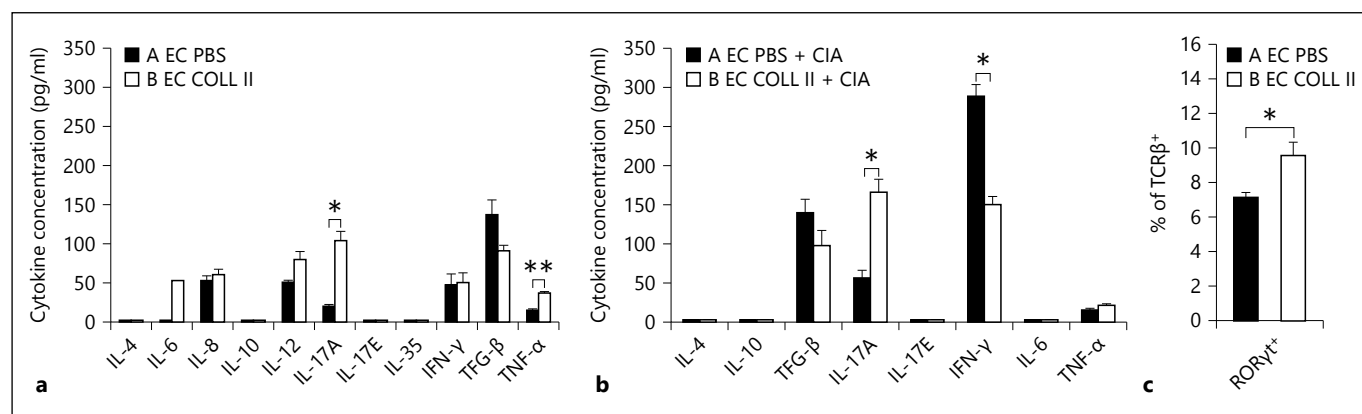 Cytokine concentration (pg/ml)
350
300
250
200
150
100
50
0
A EC PBS
B EC COLL II
*
**
IL-4
IL-6
IL-8
IL-10
IL-12
IL-17A
IL-17E
IL-35
IFN-γ
TFG-β
TNF-α
a
Cytokine concentration (pg/ml)
350
300
250
200
150
100
50
0
A EC PBS + CIA
B EC COLL II + CIA
*
*
IL-4
IL-10
TFG-β
IL-17A
IL-17E
IFN-γ
IL-6
TNF-α
b
% of TCRβ⁺
16
14
12
10
8
6
4
2
0
A EC PBS
B EC COLL II
*
RORγt⁺
c